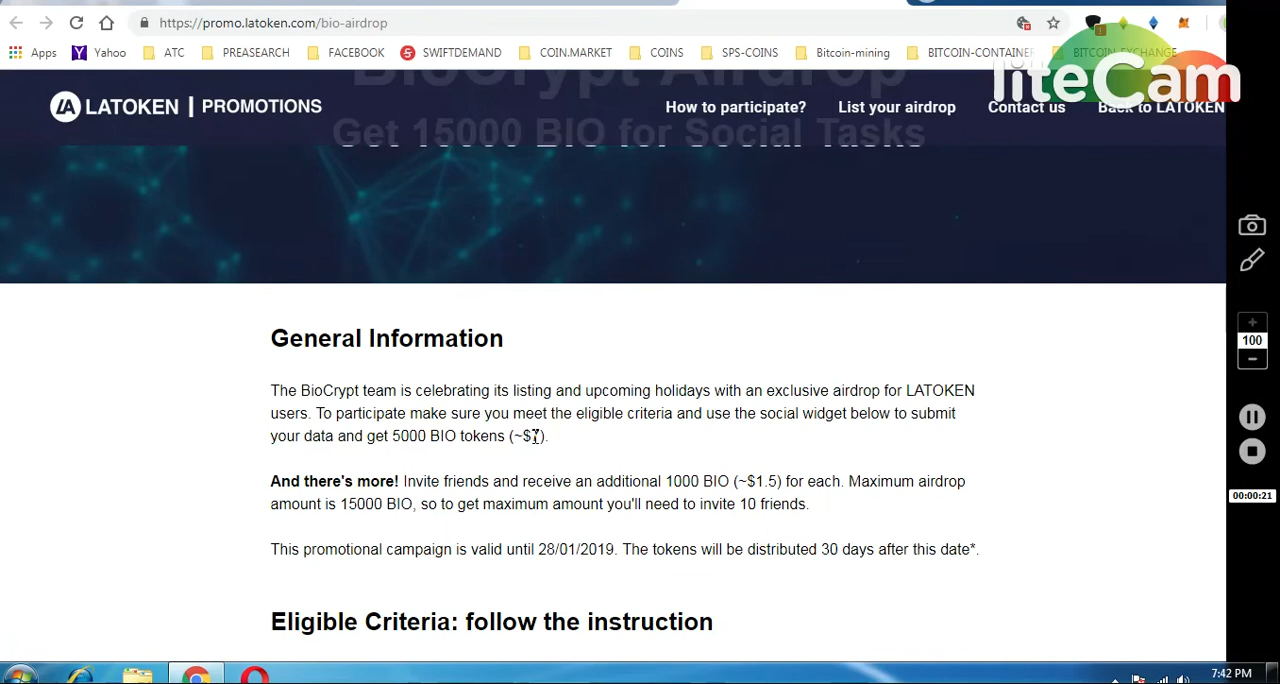 https://promo.latoken.com/bio-airdrop
Apps Yahoo ATC PREASEARCH FACEBOOK SWIFTDEMAND COIN.MARKET COINS SPS-COINS Bitcoin-mining BITCOIN-CONTAINER BITCOIN-EXCHANGE
liteCam
BioCrypt Airdrop
LATOKEN | PROMOTIONS How to participate? List your airdrop Contact us Back to LATOKEN
Get 15000 BIO for Social Tasks
General Information
The BioCrypt team is celebrating its listing and upcoming holidays with an exclusive airdrop for LATOKEN
users. To participate make sure you meet the eligible criteria and use the social widget below to submit
your data and get 5000 BIO tokens (~$7).
And there's more! Invite friends and receive an additional 1000 BIO (~$1.5) for each. Maximum airdrop
amount is 15000 BIO, so to get maximum amount you'll need to invite 10 friends.
This promotional campaign is valid until 28/01/2019. The tokens will be distributed 30 days after this date*.
Eligible Criteria: follow the instruction
100
00:00:21
7:42 PM